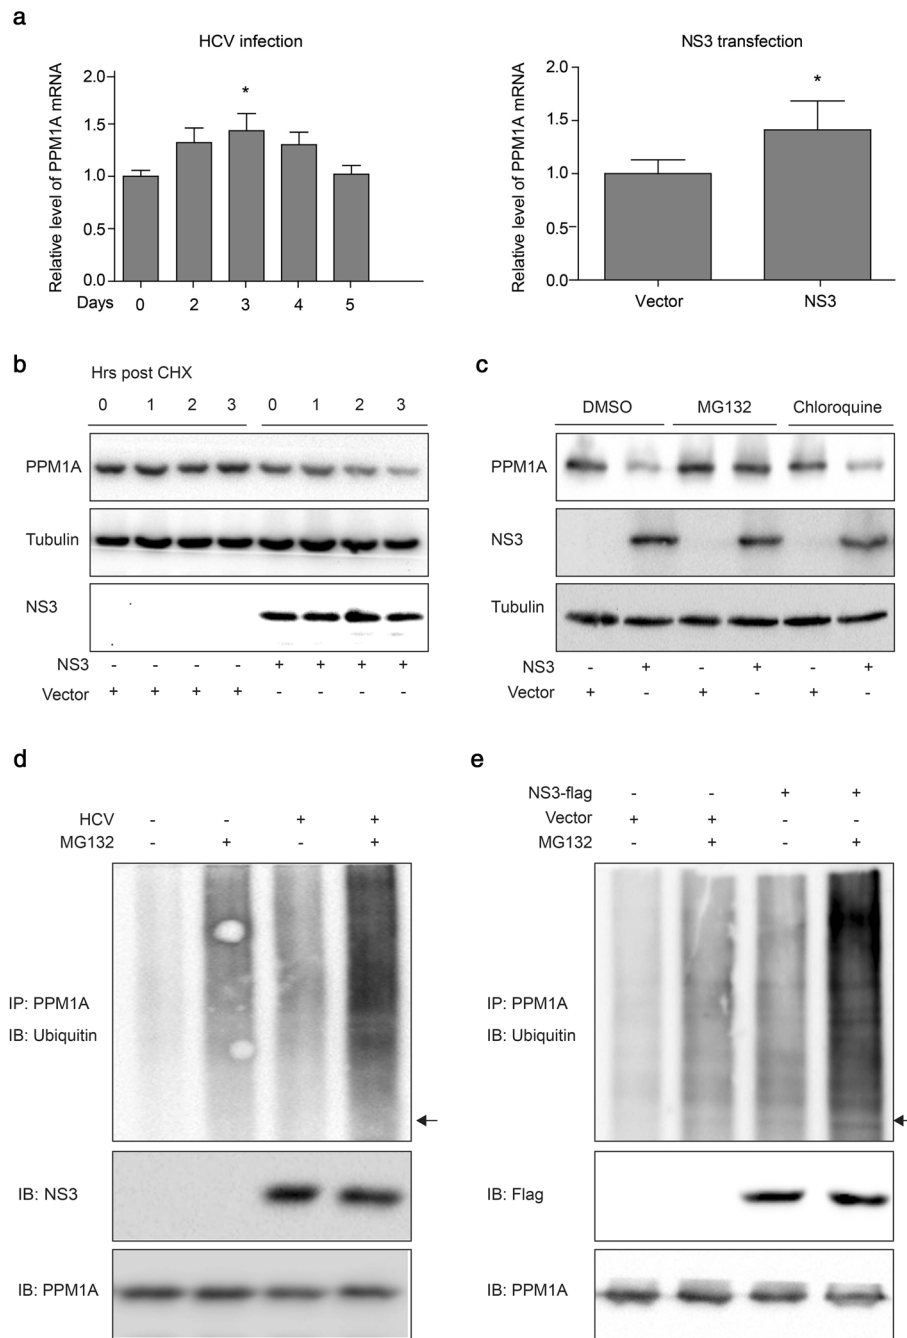 a
HCV infection
Relative level of PPM1A mRNA
2.0
1.5
1.0
0.5
0.0
*
Days 0 2 3 4 5
NS3 transfection
Relative level of PPM1A mRNA
2.0
1.5
1.0
0.5
0.0
*
Vector NS3
b
Hrs post CHX
0 1 2 3 0 1 2 3
PPM1A
Tubulin
NS3
NS3 - - - - + + + +
Vector + + + + - - - -
c
DMSO MG132 Chloroquine
PPM1A
NS3
Tubulin
NS3 - + - + - +
Vector + - + - + -
d
HCV - - + +
MG132 - + - +
IP: PPM1A
IB: Ubiquitin
IB: NS3
IB: PPM1A
e
NS3-flag - - + +
Vector + + - -
MG132 - + - +
IP: PPM1A
IB: Ubiquitin
IB: Flag
IB: PPM1A